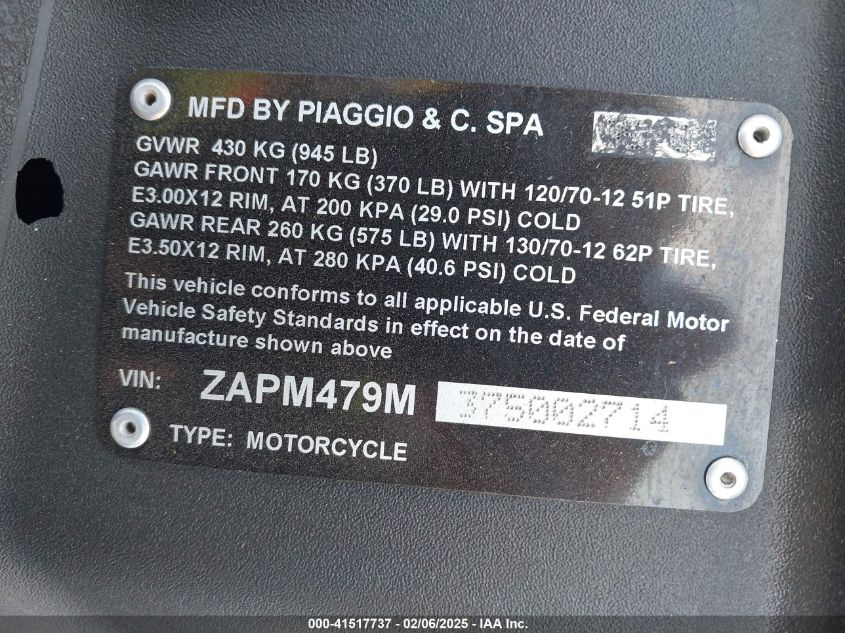 MFD BY PIAGGIO & C. SPA
GVWR 430 KG (945 LB)
GAWR FRONT 170 KG (370 LB) WITH 120/70-12 51P TIRE,
E3.00X12 RIM, AT 200 KPA (29.0 PSI) COLD
GAWR REAR 260 KG (575 LB) WITH 130/70-12 62P TIRE,
E3.50X12 RIM, AT 280 KPA (40.6 PSI) COLD
This vehicle conforms to all applicable U.S. Federal Motor
Vehicle Safety Standards in effect on the date of
manufacture shown above
VIN: ZAPM479M 375002714
TYPE: MOTORCYCLE
000-41517737 - 02/06/2025 - IAA Inc.